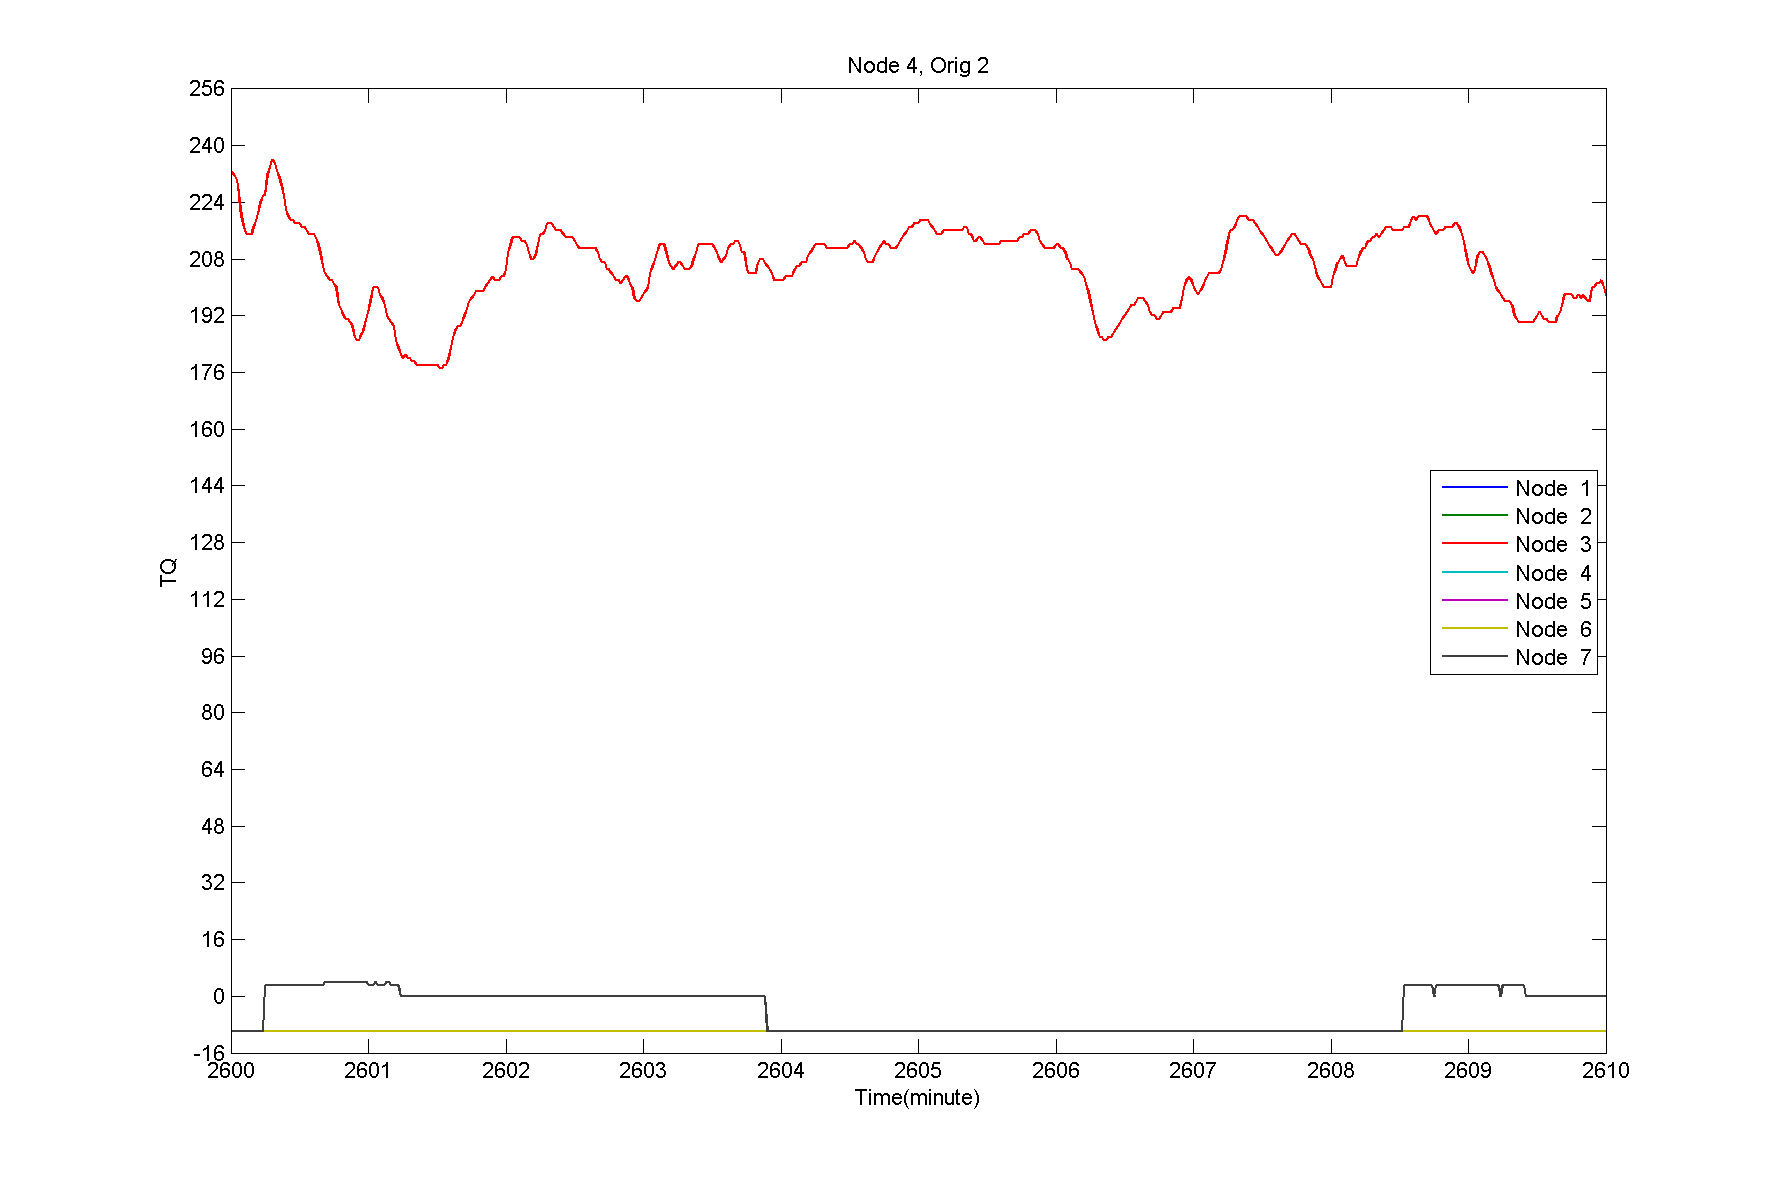 Node 4, Orig 2
256
240
224
208
192
176
160
144
128
112
96
80
64
48
32
16
0
-16
TQ
Node 1
Node 2
Node 3
Node 4
Node 5
Node 6
Node 7
2600 2601 2602 2603 2604 2605 2606 2607 2608 2609 2610
Time(minute)